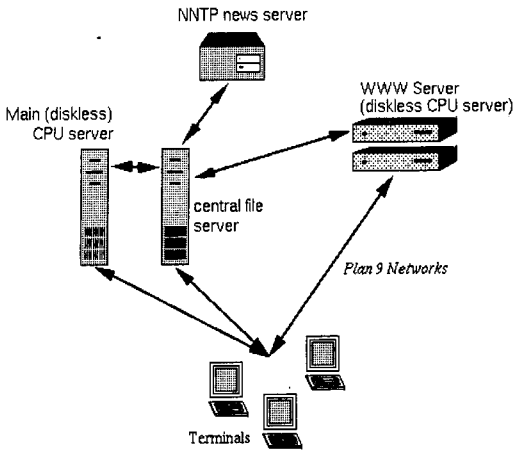 NNTP news server
WWW Server
(diskless CPU server)
Main (diskless)
CPU server
central file
server
Plan 9 Networks
Terminals